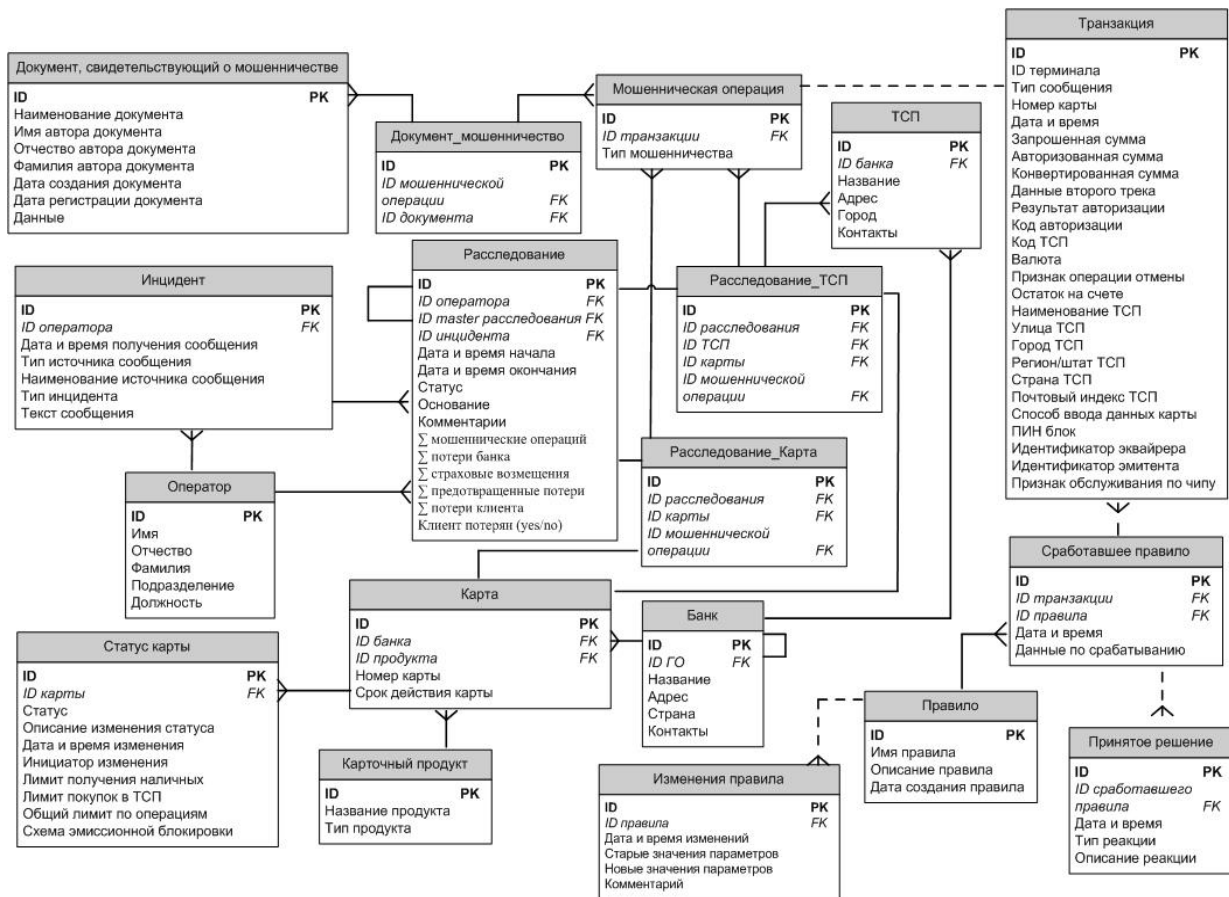 Документ, свидетельствующий о мошенничестве
ID PK
Наименование документа
Имя автора документа
Отчество автора документа
Фамилия автора документа
Дата создания документа
Дата регистрации документа
Данные
Документ_мошенничество
ID PK
ID мошеннической
операции FK
ID документа FK
Мошенническая операция
ID PK
ID транзакции FK
Тип мошенничества
ТСП
ID PK
ID банка FK
Название
Адрес
Город
Контакты
Транзакция
ID PK
ID терминала
Тип сообщения
Номер карты
Дата и время
Запрошенная сумма
Авторизованная сумма
Конвертированная сумма
Данные второго трека
Результат авторизации
Код авторизации
Код ТСП
Валюта
Признак операции отмены
Остаток на счете
Наименование ТСП
Улица ТСП
Город ТСП
Регион/штат ТСП
Страна ТСП
Почтовый индекс ТСП
Способ ввода данных карты
ПИН блок
Идентификатор эквайрера
Идентификатор эмитента
Признак обслуживания по чипу
Инцидент
ID PK
ID оператора FK
Дата и время получения сообщения
Тип источника сообщения
Наименование источника сообщения
Тип инцидента
Текст сообщения
Расследование
ID PK
ID оператора FK
ID master расследования FK
ID инцидента FK
Дата и время начала
Дата и время окончания
Статус
Основание
Комментарии
∑ мошеннические операций
∑ потери банка
∑ страховые возмещения
∑ предотвращенные потери
∑ потери клиента
Клиент потерян (yes/no)
Расследование_ТСП
ID PK
ID расследования FK
ID ТСП FK
ID карты FK
ID мошеннической
операции FK
Расследование_Карта
ID PK
ID расследования FK
ID карты FK
ID мошеннической
операции FK
Оператор
ID PK
Имя
Отчество
Фамилия
Подразделение
Должность
Сработавшее правило
ID PK
ID транзакции FK
ID правила FK
Дата и время
Данные по срабатыванию
Карта
ID PK
ID банка FK
ID продукта FK
Номер карты
Срок действия карты
Банк
ID PK
ID ГО FK
Название
Адрес
Страна
Контакты
Статус карты
ID PK
ID карты FK
Статус
Описание изменения статуса
Дата и время изменения
Инициатор изменения
Лимит получения наличных
Лимит покупок в ТСП
Общий лимит по операциям
Схема эмиссионной блокировки
Карточный продукт
ID PK
Название продукта
Тип продукта
Правило
ID PK
Имя правила
Описание правила
Дата создания правила
Изменения правила
ID PK
ID правила FK
Дата и время изменений
Старые значения параметров
Новые значения параметров
Комментарий
Принятое решение
ID PK
ID сработавшего
правила FK
Дата и время
Тип реакции
Описание реакции